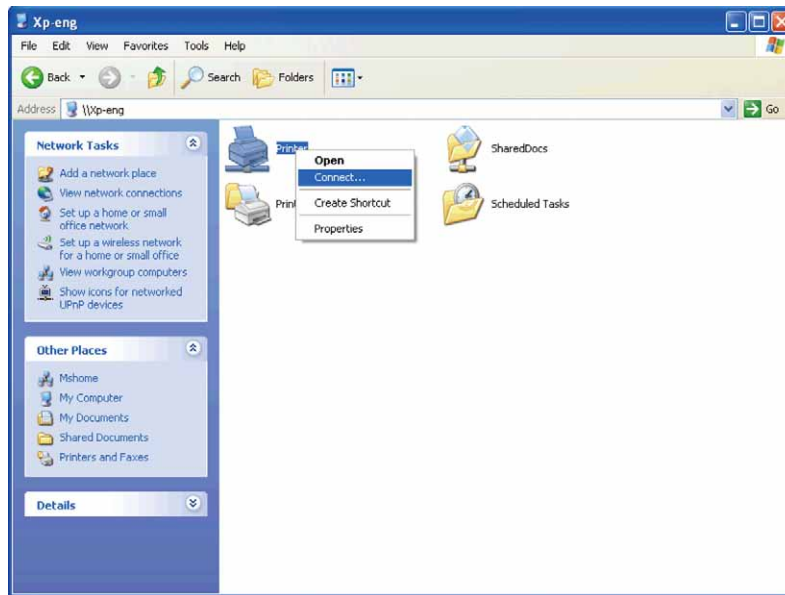 Xp-eng
File Edit View Favorites Tools Help
Back Search Folders
Address \\Xp-eng Go
Network Tasks
Add a network place
View network connections
Set up a home or small
office network
Set up a wireless network
for a home or small office
View workgroup computers
Show icons for networked
UPnP devices
Other Places
Mshome
My Computer
My Documents
Shared Documents
Printers and Faxes
Details
Printer
SharedDocs
Open
Connect...
Create Shortcut
Properties
Scheduled Tasks